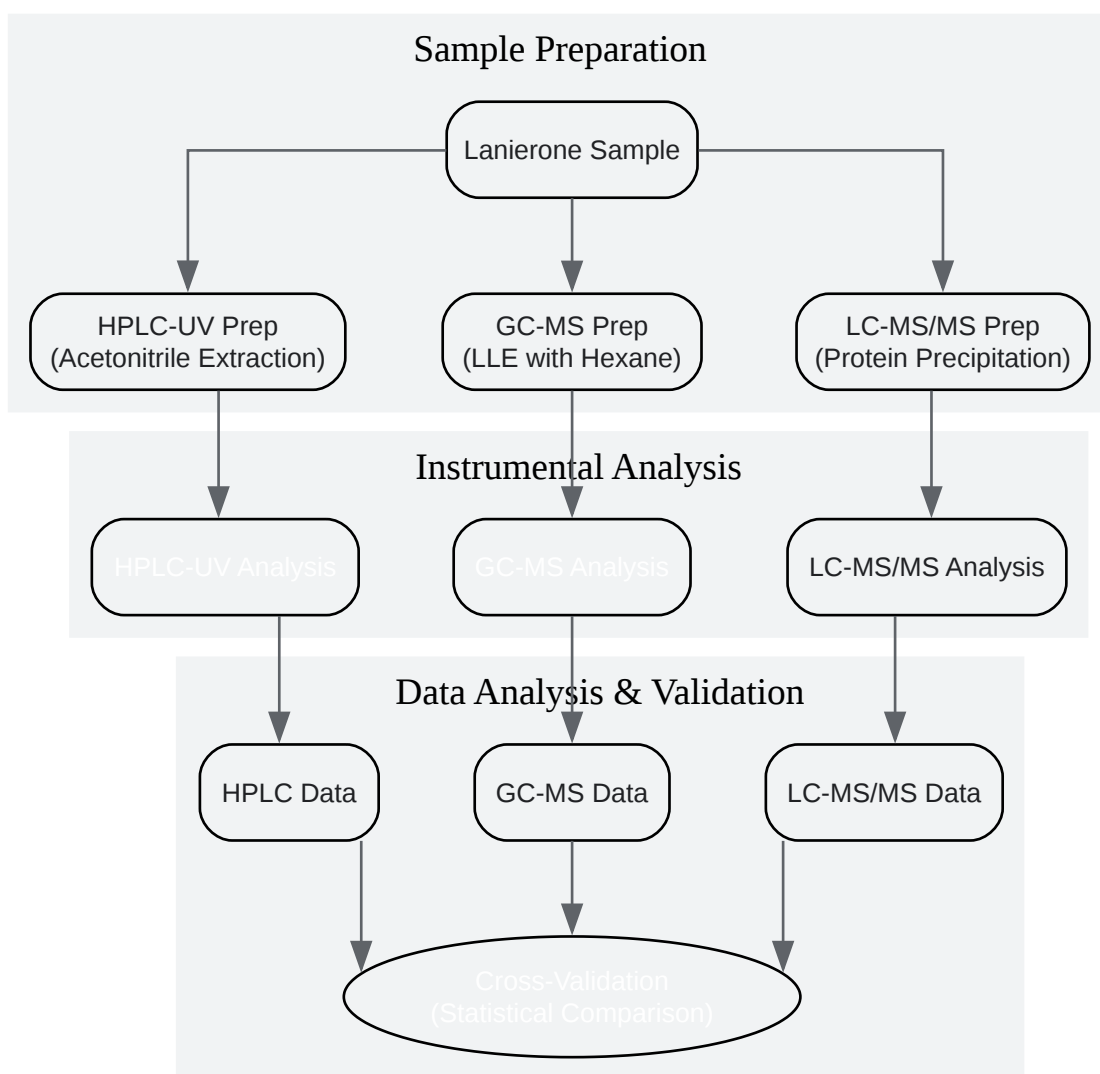 Sample Preparation
Lanierone Sample
HPLC-UV Prep
(Acetonitrile Extraction)
GC-MS Prep
(LLE with Hexane)
LC-MS/MS Prep
(Protein Precipitation)
Instrumental Analysis
HPLC-UV Analysis
GC-MS Analysis
LC-MS/MS Analysis
Data Analysis & Validation
HPLC Data
GC-MS Data
LC-MS/MS Data
Cross-Validation
(Statistical Comparison)